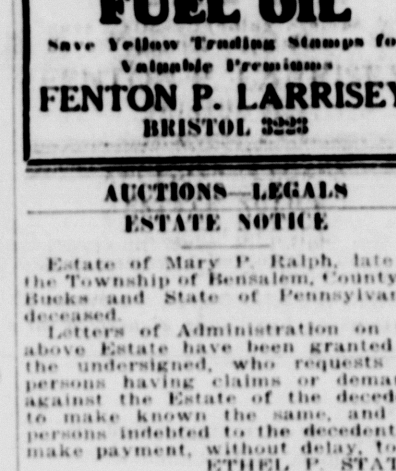 FUEL OIL
Save Yellow Trading Stamps fo
Valuable Premiums
FENTON P. LARRISEY
BRISTOL 3223
AUCTIONS—LEGALS
ESTATE NOTICE
Estate of Mary P. Ralph, late
the Township of Bensalem, County
Bucks and State of Pennsylvan
deceased.
Letters of Administration on
above Estate have been granted
the undersigned, who requests
persons having claims or dema
against the Estate of the deced
to make known the same, and
persons indebted to the decedent
make payment, without delay, to
ETHEL P. STAT